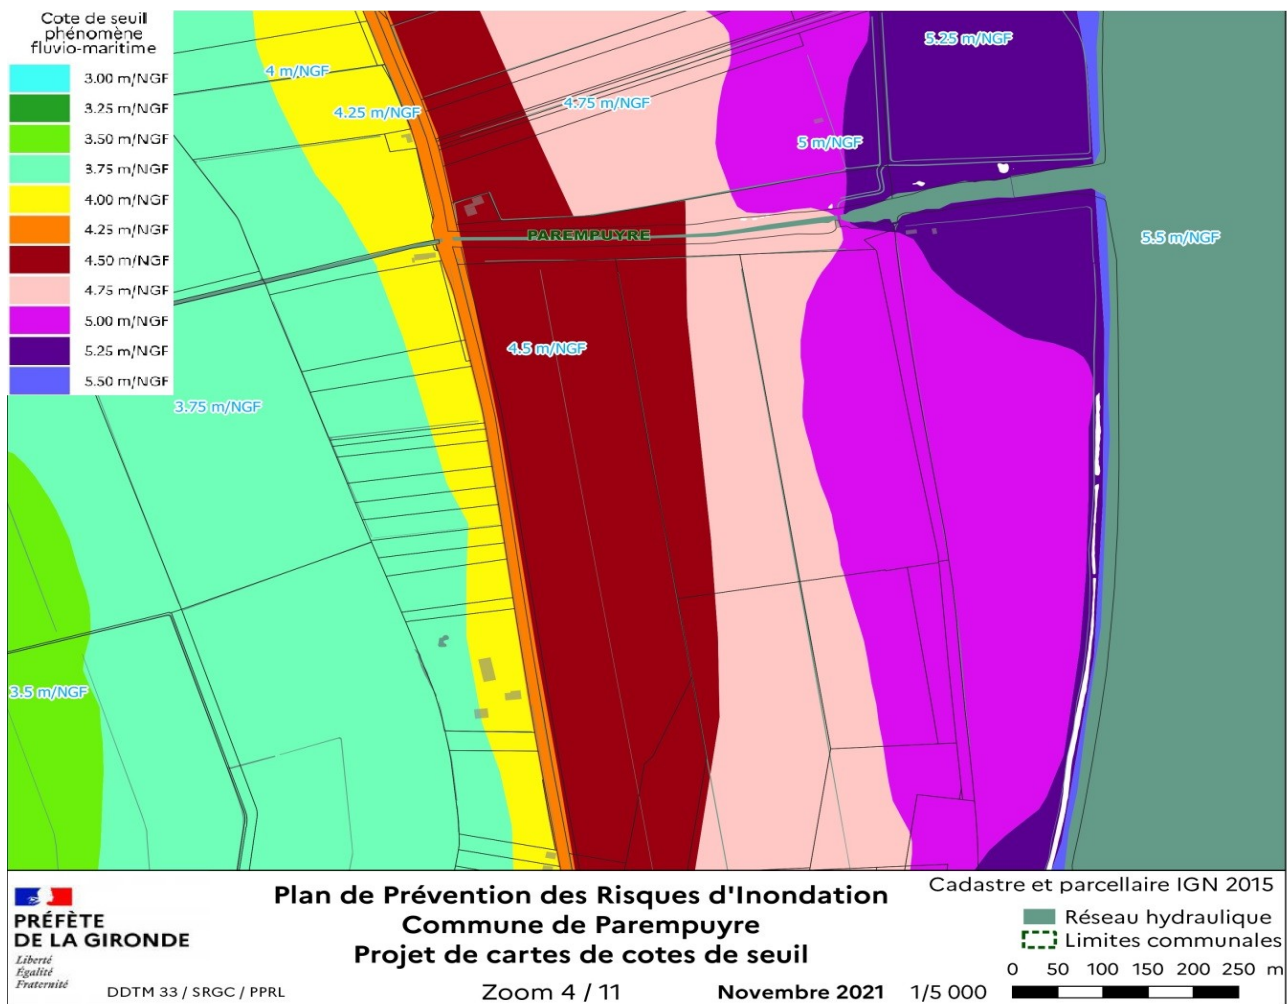 Cote de seuil
phénomène
fluvio-maritime
3.00 m/NGF
3.25 m/NGF
3.50 m/NGF
3.75 m/NGF
4.00 m/NGF
4.25 m/NGF
4.50 m/NGF
4.75 m/NGF
5.00 m/NGF
5.25 m/NGF
5.50 m/NGF
4 m/NGF
4.25 m/NGF
4.75 m/NGF
5.25 m/NGF
5 m/NGF
PAREMPUYRE
5.5 m/NGF
4.5 m/NGF
3.75 m/NGF
3.5 m/NGF
PRÉFÈTE
DE LA GIRONDE
Liberté
Égalité
Fraternité
DDTM 33 / SRGC / PPRL
Plan de Prévention des Risques d'Inondation
Commune de Parempuyre
Projet de cartes de cotes de seuil
Zoom 4 / 11
Novembre 2021
1/5 000
Cadastre et parcellaire IGN 2015
Réseau hydraulique
Limites communales
0 50 100 150 200 250 m